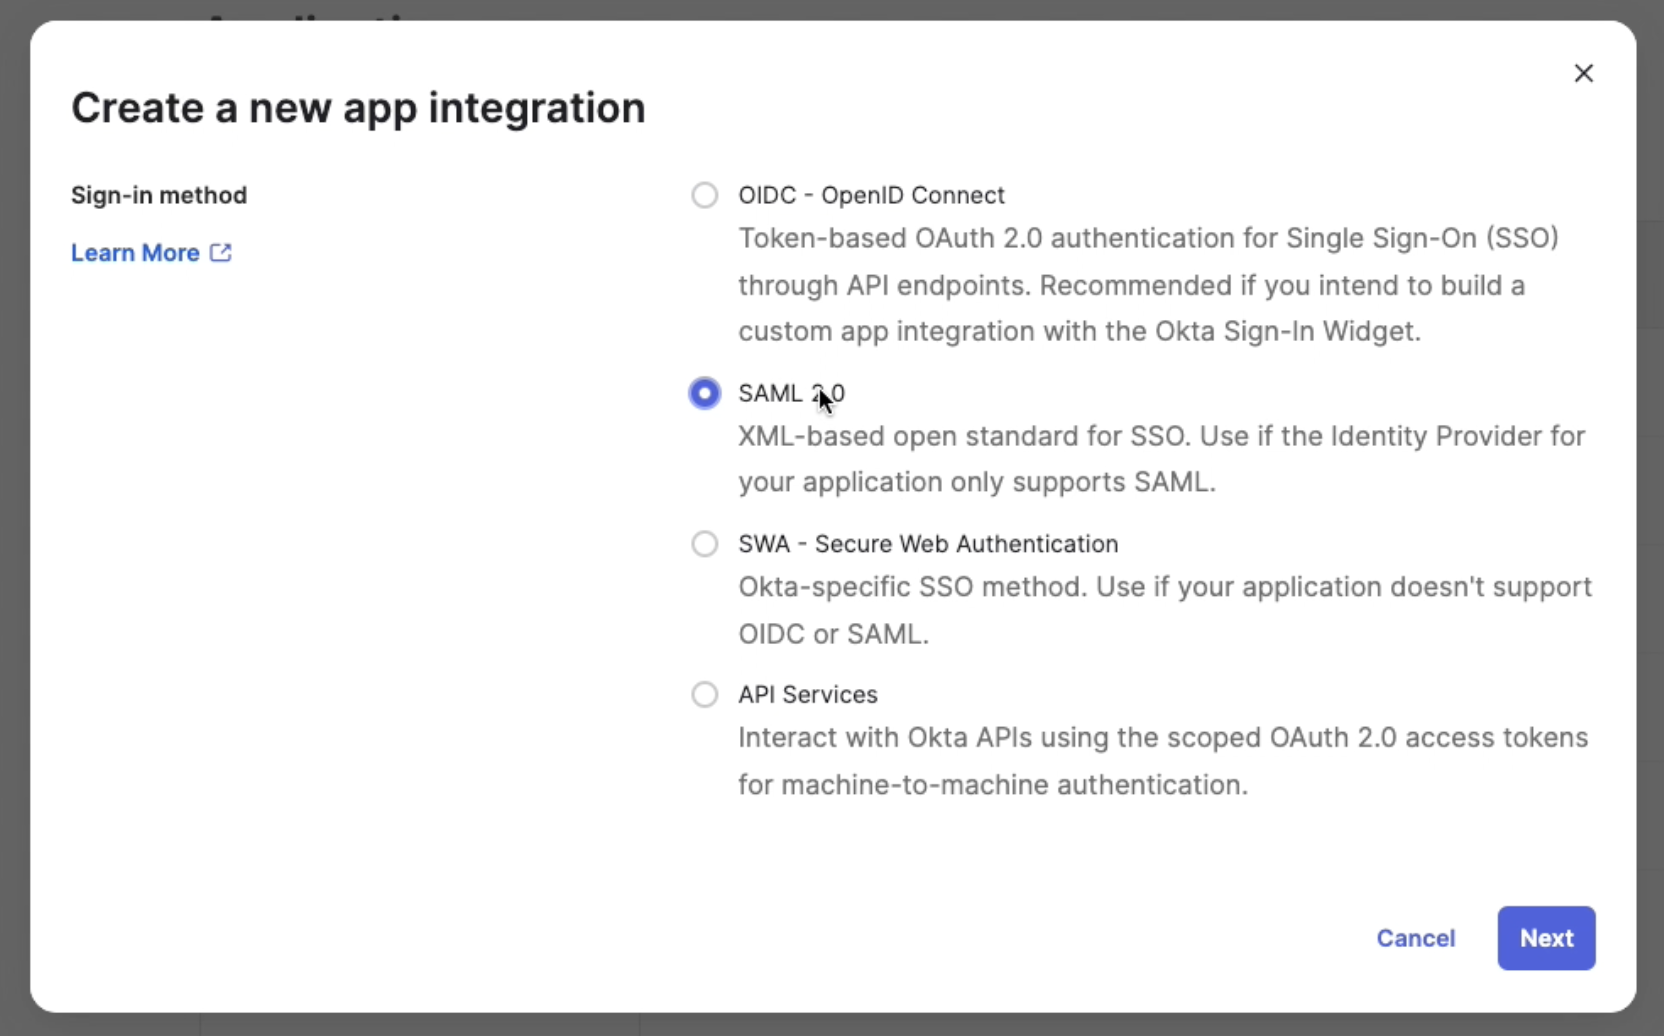 Create a new app integration
Sign-in method
Learn More
OIDC - OpenID Connect
Token-based OAuth 2.0 authentication for Single Sign-On (SSO)
through API endpoints. Recommended if you intend to build a
custom app integration with the Okta Sign-In Widget.
SAML 2.0
XML-based open standard for SSO. Use if the Identity Provider for
your application only supports SAML.
SWA - Secure Web Authentication
Okta-specific SSO method. Use if your application doesn't support
OIDC or SAML.
API Services
Interact with Okta APIs using the scoped OAuth 2.0 access tokens
for machine-to-machine authentication.
Cancel
Next